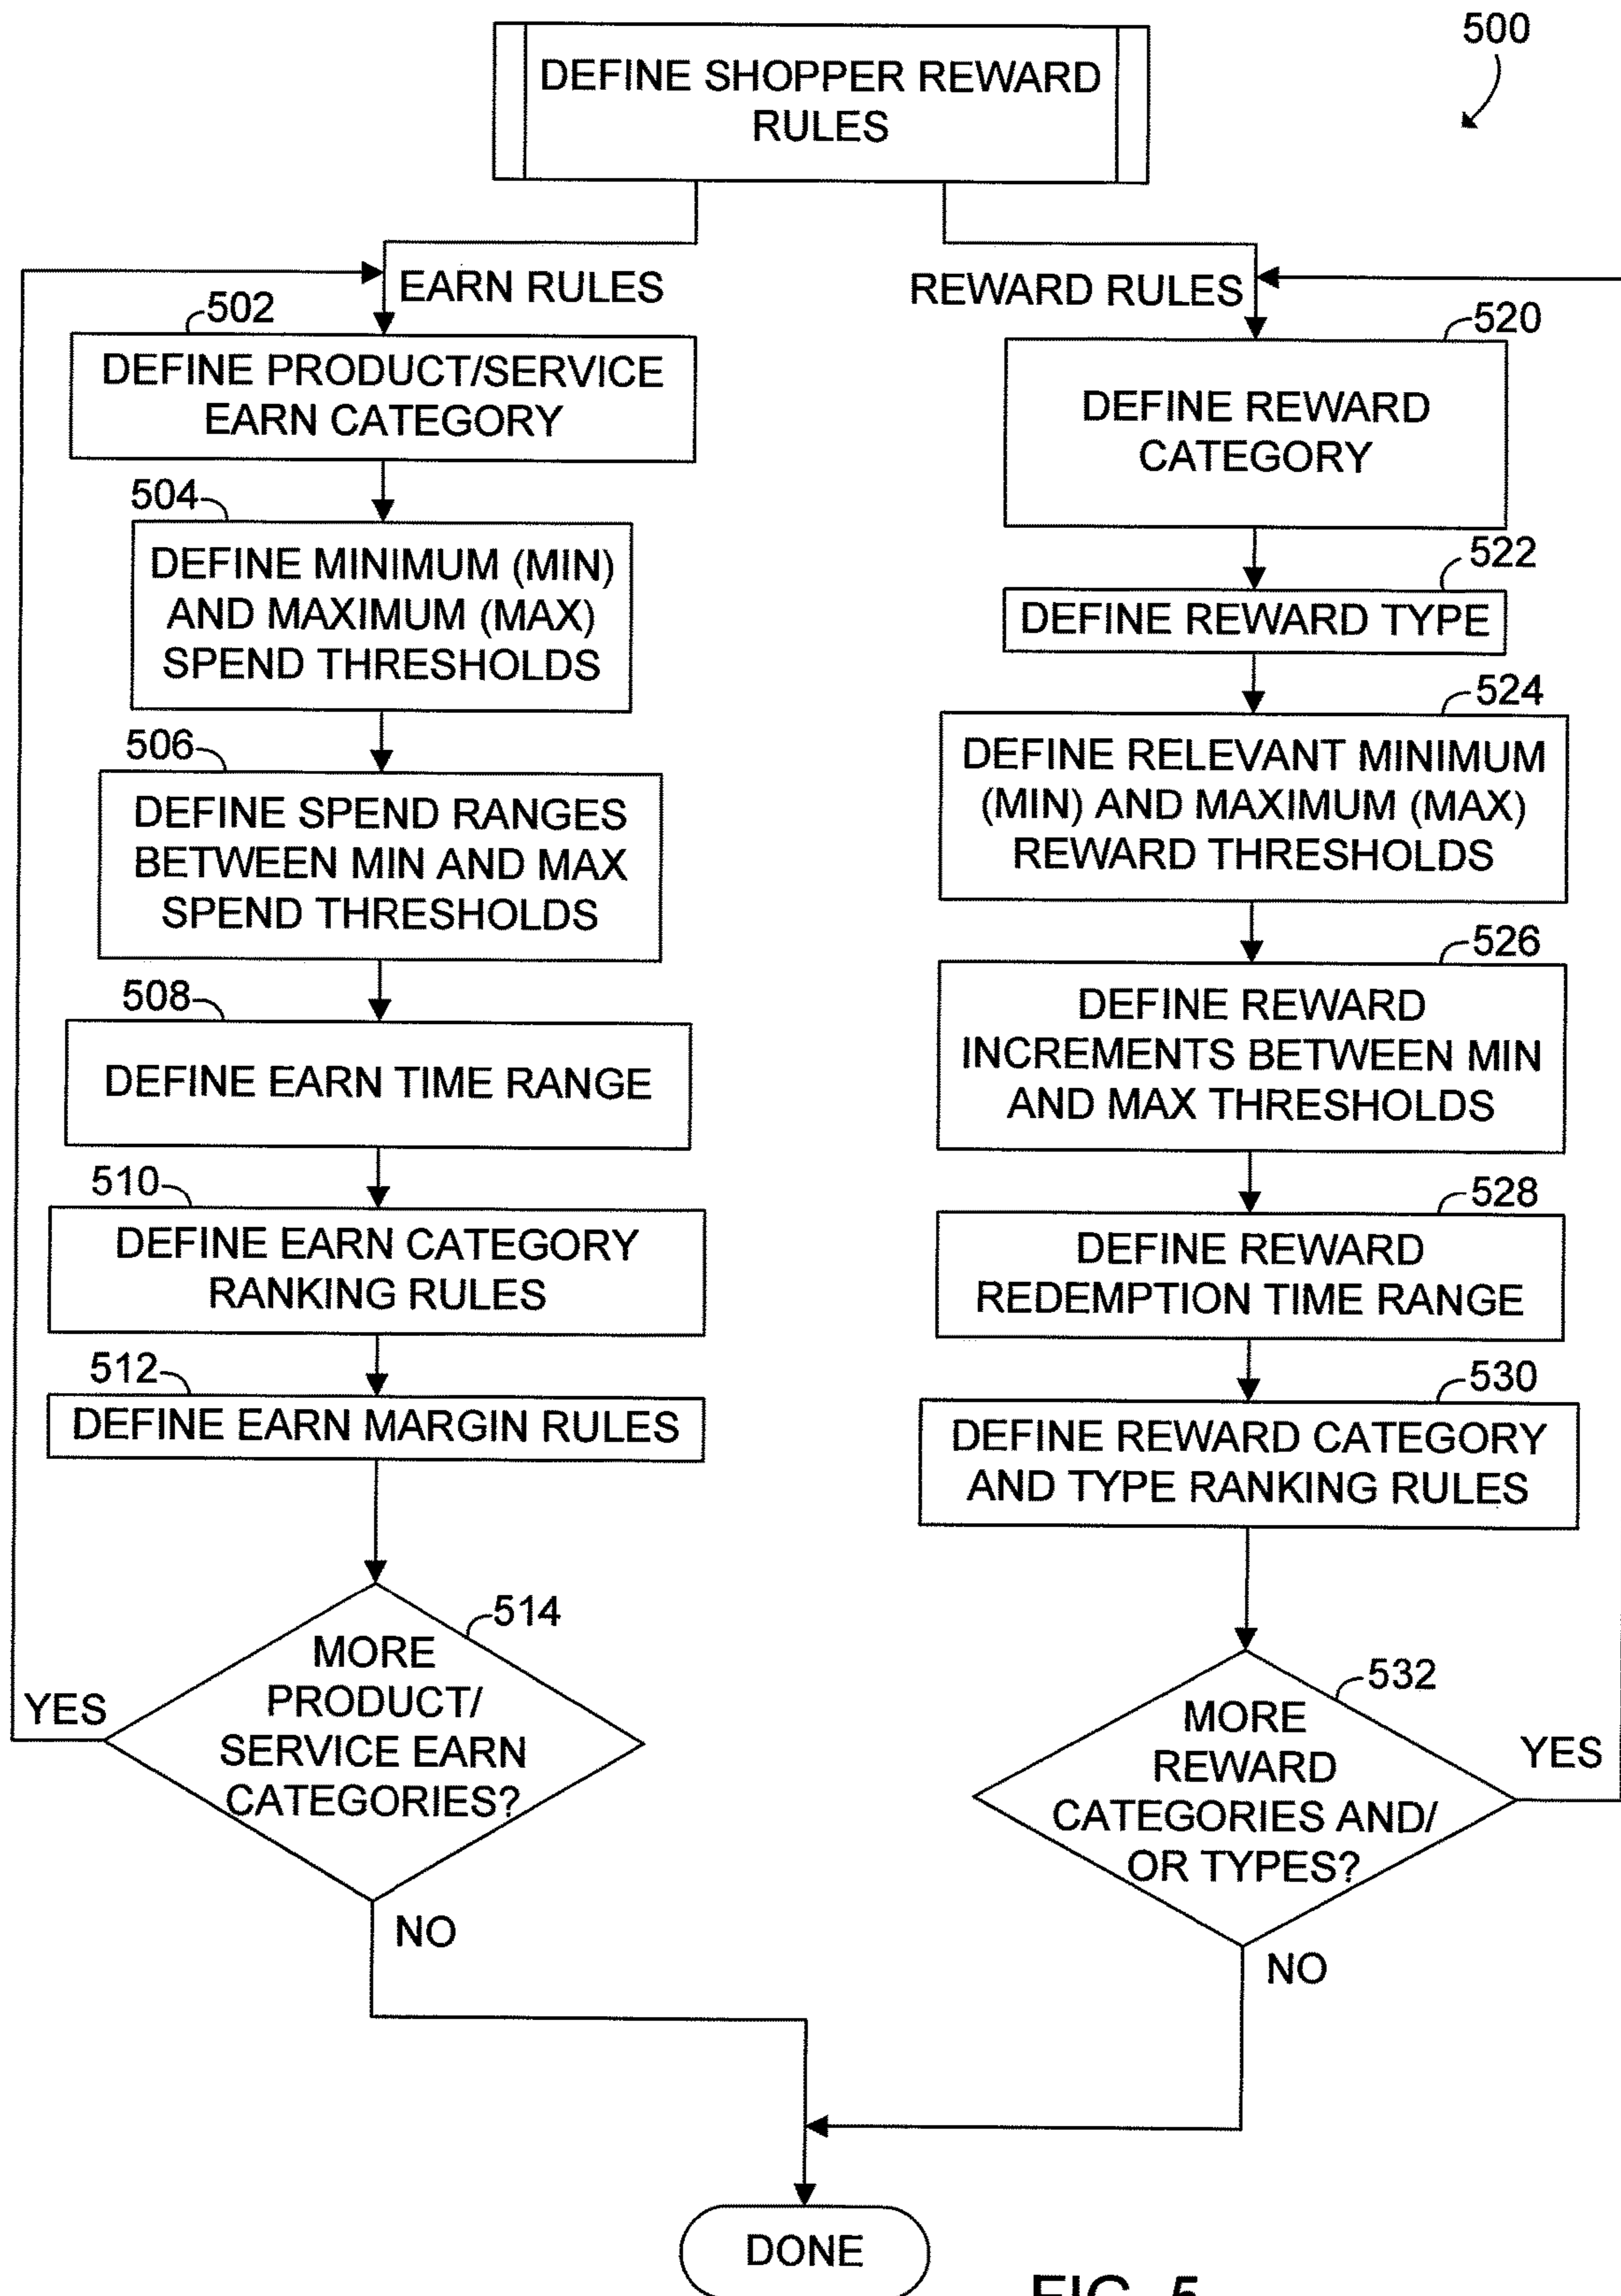 500
DEFINE SHOPPER REWARD
RULES
EARN RULES
502
DEFINE PRODUCT/SERVICE
EARN CATEGORY
504
DEFINE MINIMUM (MIN)
AND MAXIMUM (MAX)
SPEND THRESHOLDS
506
DEFINE SPEND RANGES
BETWEEN MIN AND MAX
SPEND THRESHOLDS
508
DEFINE EARN TIME RANGE
510
DEFINE EARN CATEGORY
RANKING RULES
512
DEFINE EARN MARGIN RULES
514
MORE
PRODUCT/
SERVICE EARN
CATEGORIES?
YES
NO
REWARD RULES
520
DEFINE REWARD
CATEGORY
522
DEFINE REWARD TYPE
524
DEFINE RELEVANT MINIMUM
(MIN) AND MAXIMUM (MAX)
REWARD THRESHOLDS
526
DEFINE REWARD
INCREMENTS BETWEEN MIN
AND MAX THRESHOLDS
528
DEFINE REWARD
REDEMPTION TIME RANGE
530
DEFINE REWARD CATEGORY
AND TYPE RANKING RULES
532
MORE
REWARD
CATEGORIES AND/
OR TYPES?
YES
NO
DONE
FIG. 5